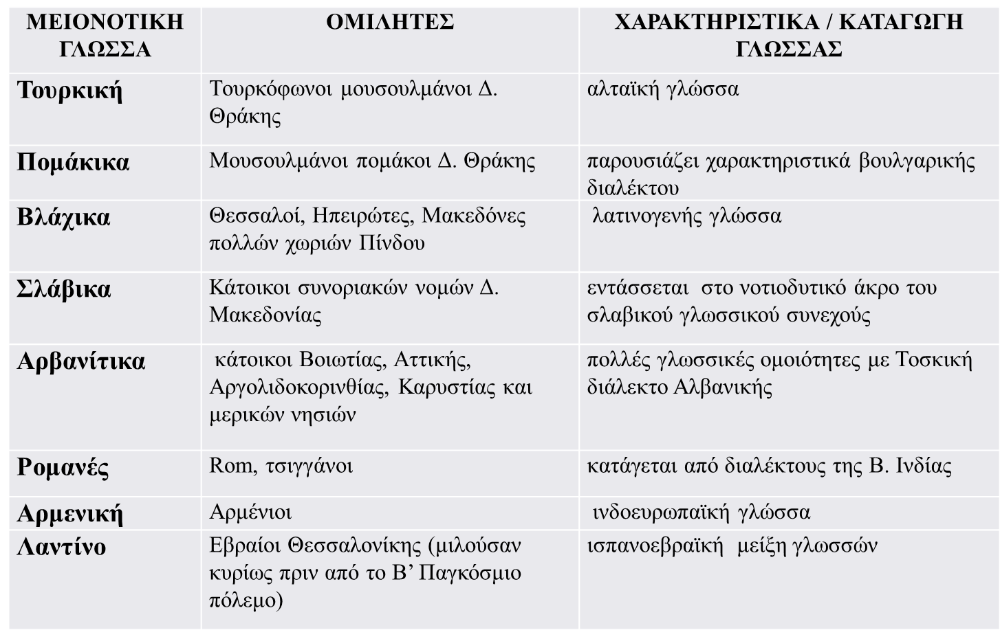 ΜΕΙΟΝΟΤΙΚΗ
ΓΛΩΣΣΑ
ΟΜΙΛΗΤΕΣ
ΧΑΡΑΚΤΗΡΙΣΤΙΚΑ / ΚΑΤΑΓΩΓΗ
ΓΛΩΣΣΑΣ
Τουρκική
Τουρκόφωνοι μουσουλμάνοι Δ.
Θράκης
αλταϊκή γλώσσα
Πομάκικα
Μουσουλμάνοι πομάκοι Δ. Θράκης
παρουσιάζει χαρακτηριστικά βουλγαρικής
διαλέκτου
Βλάχικα
Θεσσαλοί, Ηπειρώτες, Μακεδόνες
πολλών χωριών Πίνδου
λατινογενής γλώσσα
Σλάβικα
Κάτοικοι συνοριακών νομών Δ.
Μακεδονίας
εντάσσεται στο νοτιοδυτικό άκρο του
σλαβικού γλωσσικού συνεχούς
Αρβανίτικα
κάτοικοι Βοιωτίας, Αττικής,
Αργολιδοκορινθίας, Καρυστίας και
μερικών νησιών
πολλές γλωσσικές ομοιότητες με Τοσκική
διάλεκτο Αλβανικής
Ρομανές
Rom, τσιγγάνοι
κατάγεται από διαλέκτους της Β. Ινδίας
Αρμενική
Αρμένιοι
ινδοευρωπαϊκή γλώσσα
Λαντίνο
Εβραίοι Θεσσαλονίκης (μιλούσαν
κυρίως πριν από το Β’ Παγκόσμιο
πόλεμο)
ισπανοεβραϊκή μείξη γλωσσών